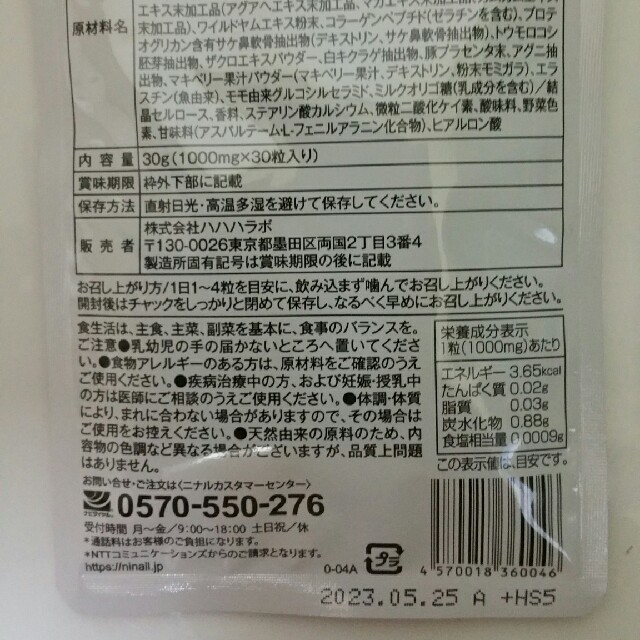 原材料名
エキス末加工品(アグアヘエキス末加工品、マカエキス末加工品、
末加工品)、ワイルドヤムエキス粉末、コラーゲンペプチド(ゼラチンを含む)、プロテ
オグリカン含有サケ鼻軟骨抽出物(デキストリン、サケ鼻軟骨抽出物)、トウモロコシ
胚芽抽出物、ザクロエキスパウダー、白キクラゲ抽出物、豚プラセンタ末、アグニ抽
出物、マキベリー果汁パウダー(マキベリー果汁、デキストリン、粉末モミガラ)、エラ
スチン(魚由来)、モモ由来グルコシルセラミド、ミルクオリゴ糖(乳成分を含む)/結
晶セルロース、香料、ステアリン酸カルシウム、微粒二酸化ケイ素、酸味料、野菜色
素、甘味料(アスパルテーム・L-フェニルアラニン化合物)、ヒアルロン酸
内容量 30g(1000mg×30粒入り)
賞味期限 枠外下部に記載
保存方法 直射日光・高温多湿を避けて保存してください。
販売者 株式会社ハハハラボ
〒130-0026東京都墨田区両国2丁目3番4
製造所固有記号は賞味期限の後に記載
お召し上がり方/1日1~4粒を目安に、飲み込まず噛んでお召し上がりください。
開封後はチャックをしっかりと閉めて保存し、なるべく早めにお召し上がりください。
食生活は、主食、主菜、副菜を基本に、食事のバランスを。
ご注意●乳幼児の手の届かないところへ置いてくださ
い。●食物アレルギーのある方は、原材料をご確認のうえ
ご使用ください。●疾病治療中の方、および妊娠・授乳中
の方は医師にご相談のうえご使用ください。●体調・体質
により、まれに合わない場合がありますので、その場合は
ご使用をお控えください。●天然由来の原料のため、内
容物の色調など異なる場合がございますが、品質上問題
はありません。
栄養成分表示
1粒(1000mg)あたり
エネルギー 3.65kcal
たんぱく質 0.02g
脂質 0.03g
炭水化物 0.88g
食塩相当量 0.0009g
この表示値は、目安です。
お問い合せ・ご注文は<ニナルカスタマーセンター>
0570-550-276
受付時間 月~金/9:00~18:00 土日祝/休
*通話料はお客様のご負担になります。
*NTTコミュニケーションズからのご請求となります。
https://ninall.jp
0-04A
プラ
4 570018 360046
2023.05.25 A +HS5